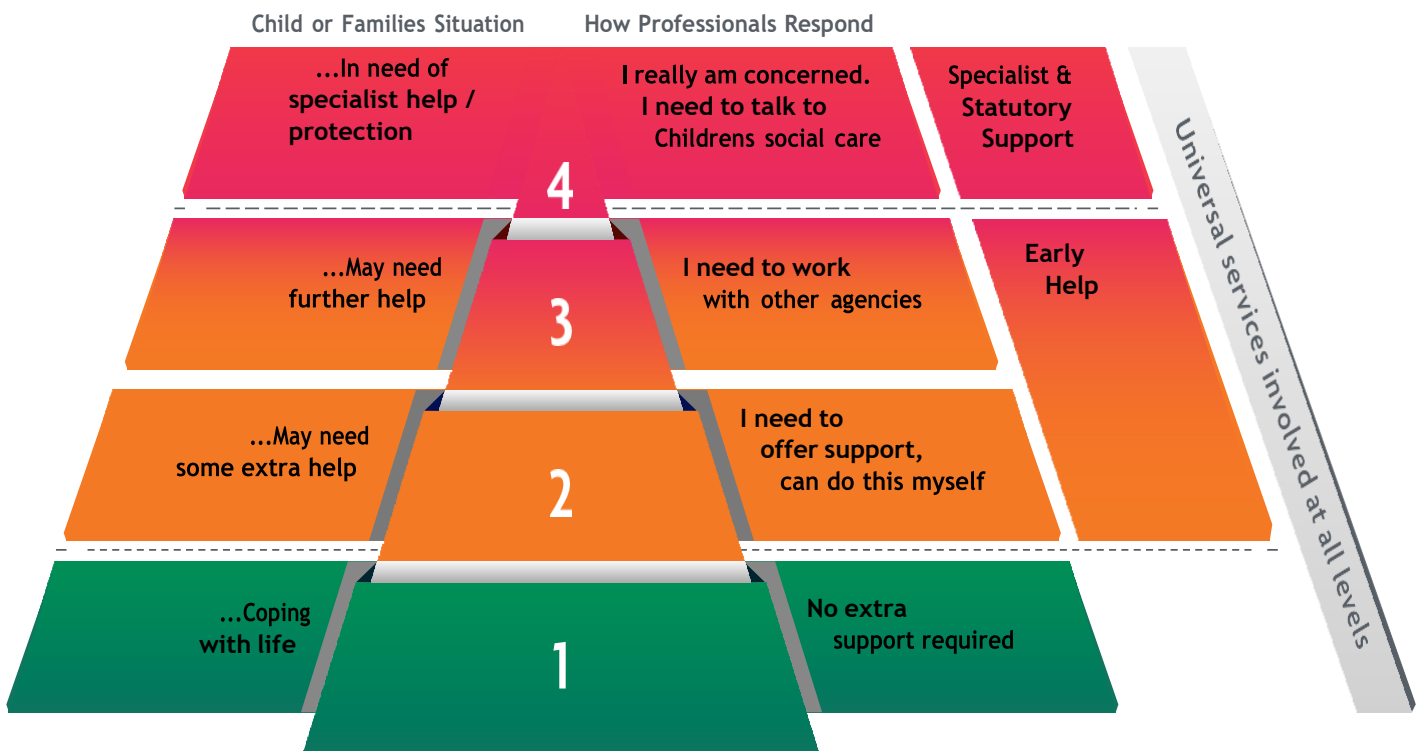 Child or Families Situation
How Professionals Respond
...In need of
specialist help /
protection
4
I really am concerned.
I need to talk to
Childrens social care
Specialist &
Statutory
Support
...May need
further help
3
I need to work
with other agencies
Early
Help
...May need
some extra help
2
I need to
offer support,
can do this myself
...Coping
with life
1
No extra
support required
Universal services involved at all levels